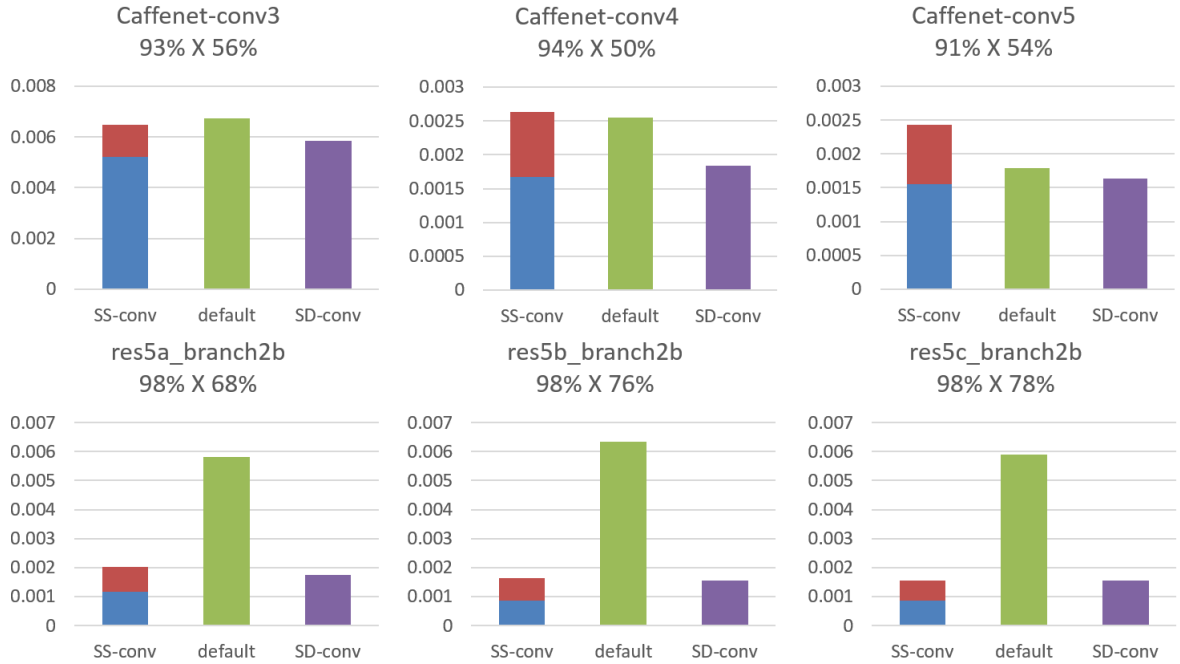 Caffenet-conv3
93% X 56%
0.008
0.006
0.004
0.002
0
SS-conv default SD-conv
Caffenet-conv4
94% X 50%
0.003
0.0025
0.002
0.0015
0.001
0.0005
0
SS-conv default SD-conv
Caffenet-conv5
91% X 54%
0.003
0.0025
0.002
0.0015
0.001
0.0005
0
SS-conv default SD-conv
res5a_branch2b
98% X 68%
0.007
0.006
0.005
0.004
0.003
0.002
0.001
0
SS-conv default SD-conv
res5b_branch2b
98% X 76%
0.007
0.006
0.005
0.004
0.003
0.002
0.001
0
SS-conv default SD-conv
res5c_branch2b
98% X 78%
0.007
0.006
0.005
0.004
0.003
0.002
0.001
0
SS-conv default SD-conv